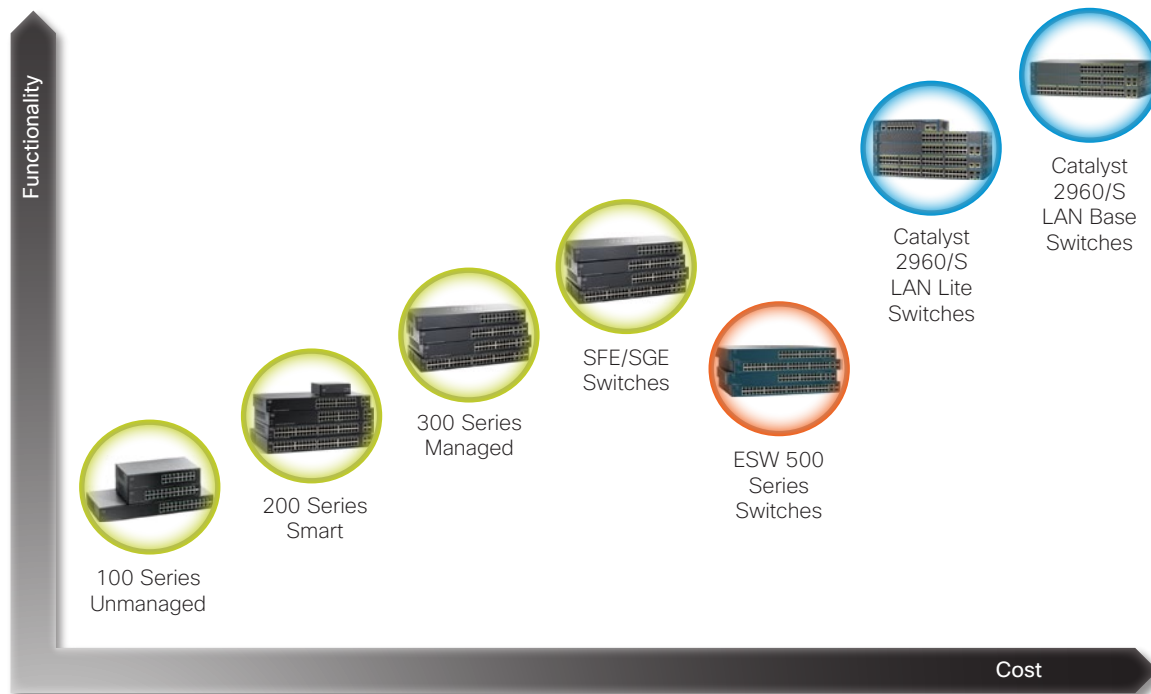 Functionality
Catalyst
2960/S
LAN Base
Switches
Catalyst
2960/S
LAN Lite
Switches
SFE/SGE
Switches
300 Series
Managed
ESW 500
Series
Switches
200 Series
Smart
100 Series
Unmanaged
Cost